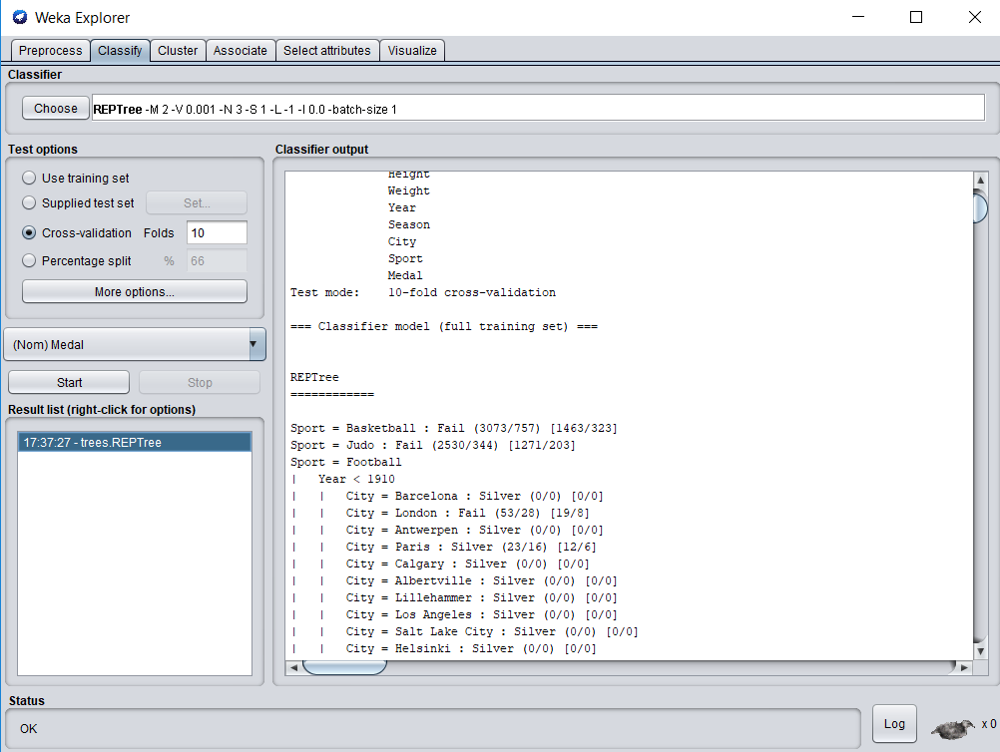 Weka Explorer
Preprocess Classify Cluster Associate Select attributes Visualize
Classifier
Choose REPTree -M 2 -V 0.001 -N 3 -S 1 -L -1 -I 0.0 -batch-size 1
Test options
Use training set
Supplied test set Set...
Cross-validation Folds 10
Percentage split % 66
More options...
(Nom) Medal
Start Stop
Result list (right-click for options)
17:37:27 - trees.REPTree
Classifier output
Height
Weight
Year
Season
City
Sport
Medal
Test mode: 10-fold cross-validation
=== Classifier model (full training set) ===
REPTree
============
Sport = Basketball : Fail (3073/757) [1463/323]
Sport = Judo : Fail (2530/344) [1271/203]
Sport = Football
| Year < 1910
| | City = Barcelona : Silver (0/0) [0/0]
| | City = London : Fail (53/28) [19/8]
| | City = Antwerpen : Silver (0/0) [0/0]
| | City = Paris : Silver (23/16) [12/6]
| | City = Calgary : Silver (0/0) [0/0]
| | City = Albertville : Silver (0/0) [0/0]
| | City = Lillehammer : Silver (0/0) [0/0]
| | City = Los Angeles : Silver (0/0) [0/0]
| | City = Salt Lake City : Silver (0/0) [0/0]
| | City = Helsinki : Silver (0/0) [0/0]
Status
OK
Log
x 0